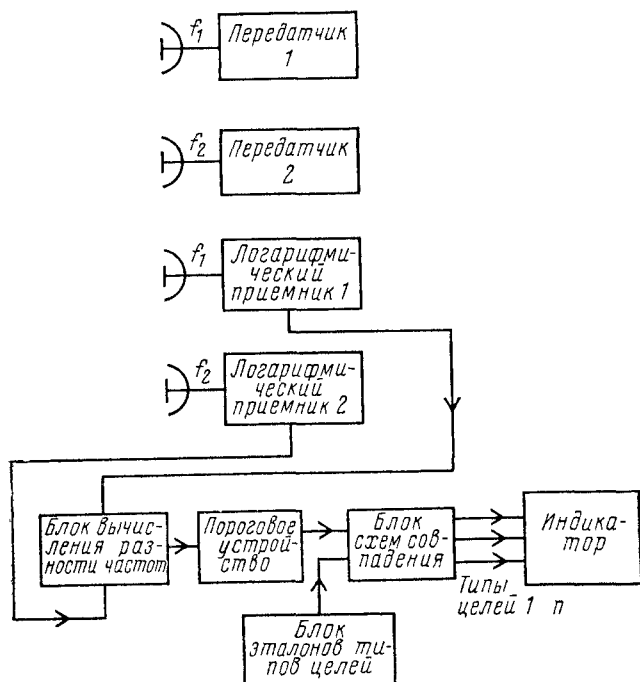 f₁
Передатчик
1
f₂
Передатчик
2
f₁
Логарифми-
ческий
приемник 1
f₂
Логарифми-
ческий
приемник 2
Блок вычис-
ления раз-
ности частот
Пороговое
устрой-
ство
Блок
схем сов-
падения
Индика-
тор
Типы
целей 1 п
Блок
эталонов ти-
пов целей